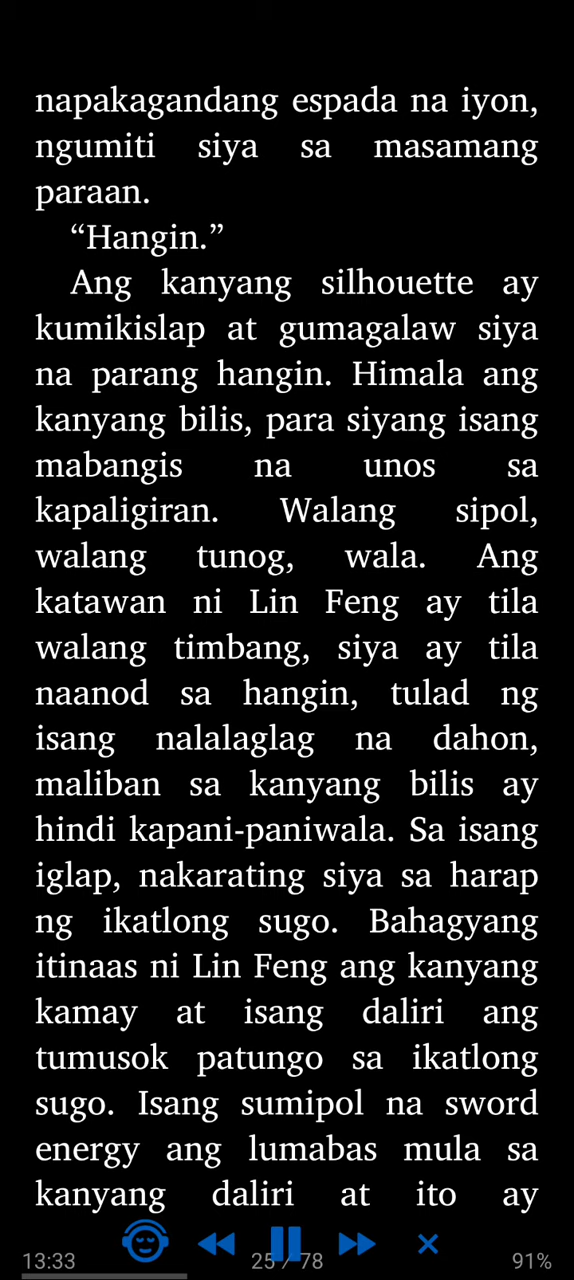 napakagandang espada na iyon,
ngumiti siya sa masamang
paraan.
“Hangin.”
Ang kanyang silhouette ay
kumikislap at gumagalaw siya
na parang hangin. Himala ang
kanyang bilis, para siyang isang
mabangis na unos sa
kapaligiran. Walang sipol,
walang tunog, wala. Ang
katawan ni Lin Feng ay tila
walang timbang, siya ay tila
naanod sa hangin, tulad ng
isang nalalaglag na dahon,
maliban sa kanyang bilis ay
hindi kapani-paniwala. Sa isang
iglap, nakarating siya sa harap
ng ikatlong sugo. Bahagyang
itinaas ni Lin Feng ang kanyang
kamay at isang daliri ang
tumusok patungo sa ikatlong
sugo. Isang sumipol na sword
energy ang lumabas mula sa
kanyang daliri at ito ay
13:33 25 / 78 91%